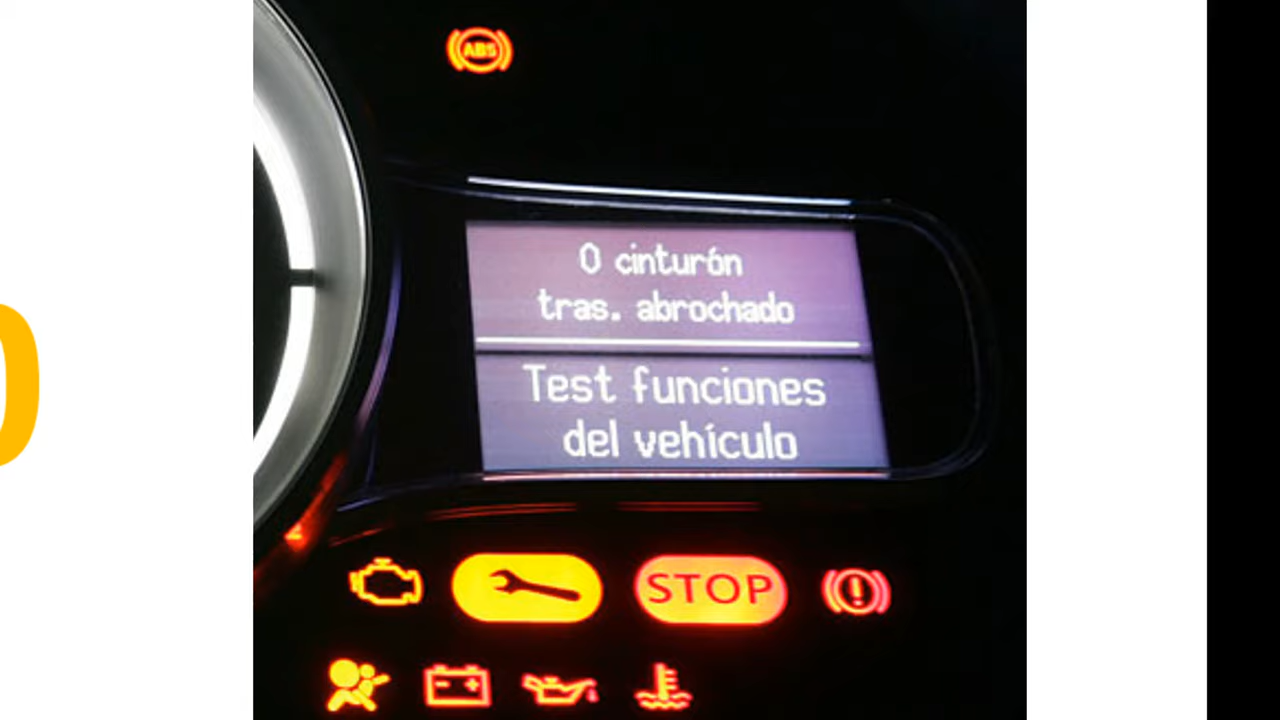 ABS
0 cinturón
tras. abrochado
Test funciones
del vehículo
STOP